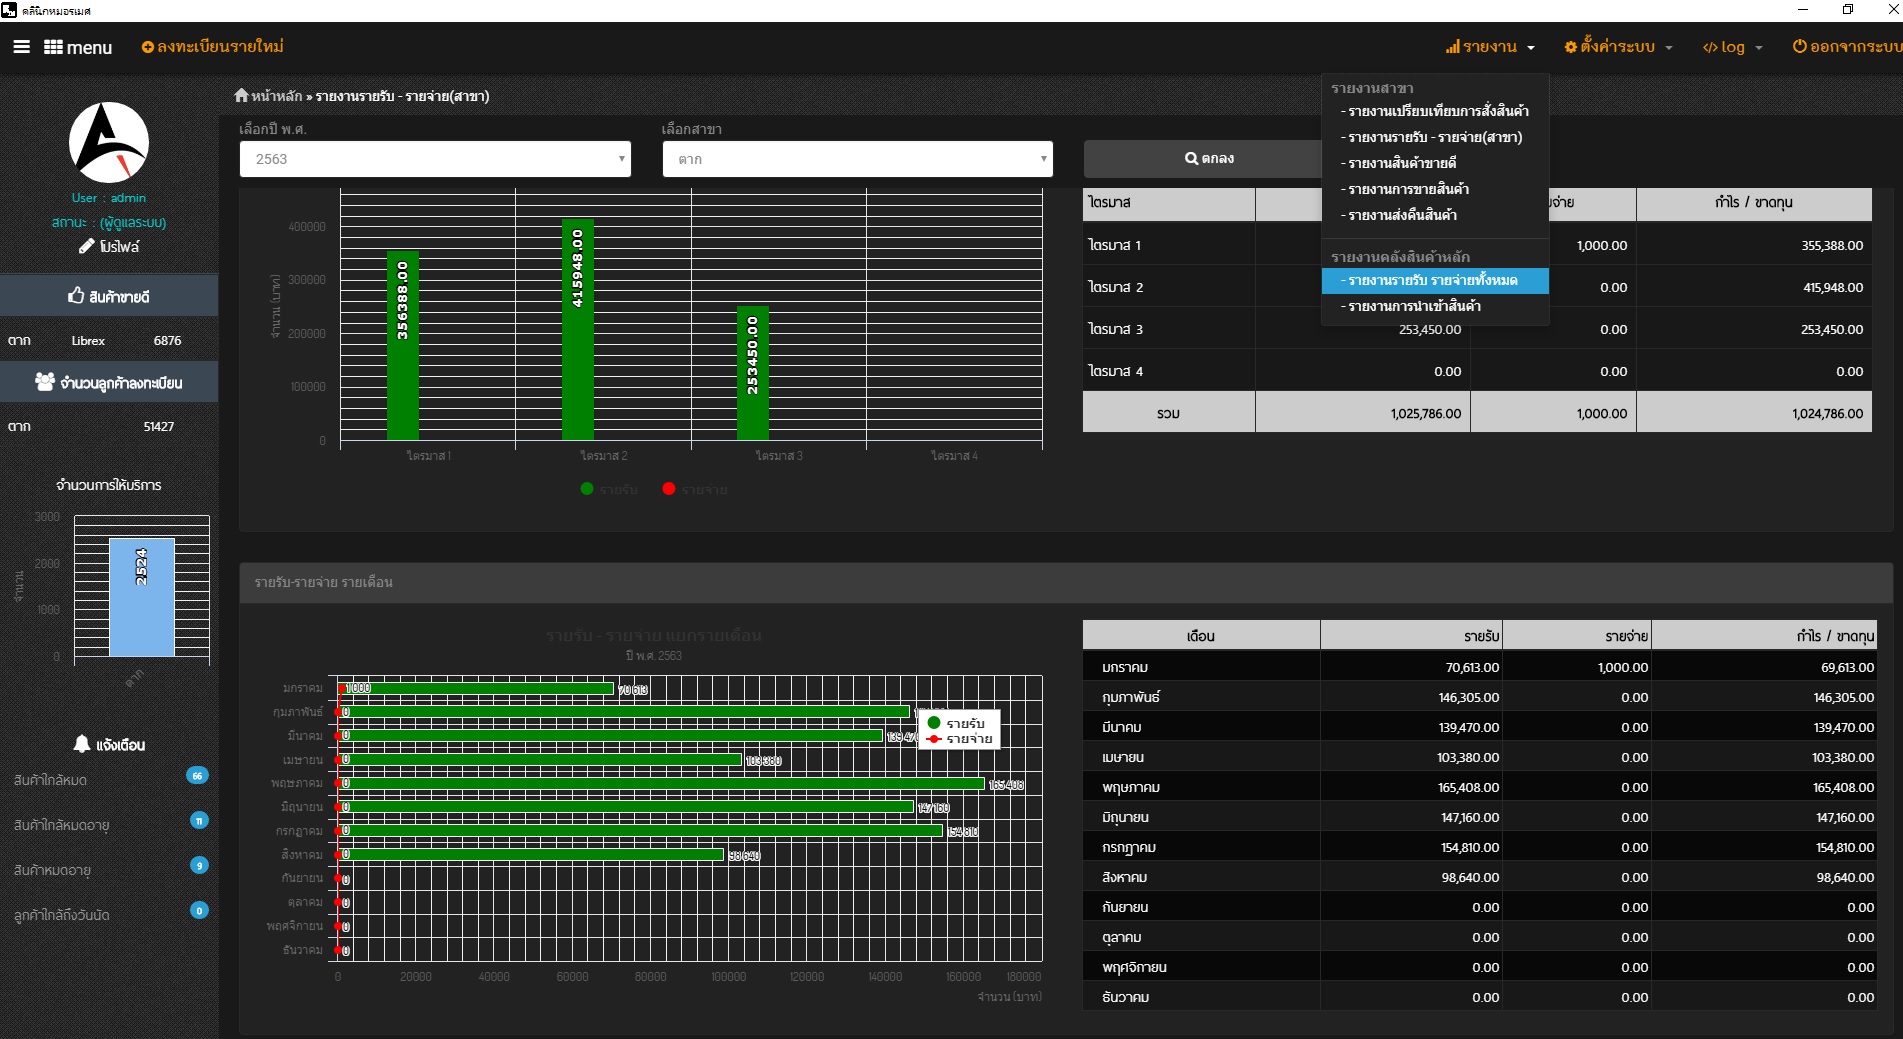 คลินิกหมอรเมศ
menu
ลงทะเบียนรายใหม่
รายงาน
ตั้งค่าระบบ
</> log
ออกจากระบบ
User : admin
สถานะ : (ผู้ดูแลระบบ)
โปรไฟล์
สินค้าขายดี
ตาก Librex 6876
จำนวนลูกค้าลงทะเบียน
ตาก 51427
จำนวนการให้บริการ
3000
2000
1000
0
จำนวน
2524
ตาก
แจ้งเตือน
สินค้าใกล้หมด 66
สินค้าใกล้หมดอายุ 11
สินค้าหมดอายุ 9
ลูกค้าใกล้ถึงวันนัด 0
หน้าหลัก » รายงานรายรับ - รายจ่าย(สาขา)
เลือกปี พ.ศ.
2563
เลือกสาขา
ตาก
ตกลง
รายงานสาขา
- รายงานเปรียบเทียบการสั่งสินค้า
- รายงานรายรับ - รายจ่าย(สาขา)
- รายงานสินค้าขายดี
- รายงานการขายสินค้า
- รายงานส่งคืนสินค้า
รายงานคลังสินค้าหลัก
- รายงานรายรับ รายจ่ายทั้งหมด
- รายงานการนำเข้าสินค้า
400000
300000
200000
100000
0
จำนวน (บาท)
356388.00
415948.00
253450.00
ไตรมาส 1
ไตรมาส 2
ไตรมาส 3
ไตรมาส 4
รายรับ
รายจ่าย
ไตรมาส กำไร / ขาดทุน
ไตรมาส 1 1,000.00 355,388.00
ไตรมาส 2 0.00 415,948.00
ไตรมาส 3 253,450.00 0.00 253,450.00
ไตรมาส 4 0.00 0.00 0.00
รวม 1,025,786.00 1,000.00 1,024,786.00
รายรับ-รายจ่าย รายเดือน
รายรับ - รายจ่าย แยกรายเดือน
ปี พ.ศ. 2563
มกราคม 1 000 70 613
กุมภาพันธ์ 0
มีนาคม 0 139 470
เมษายน 0 103 380
พฤษภาคม 0 165 408
มิถุนายน 0 147 160
กรกฎาคม 0 154 810
สิงหาคม 0 98 640
กันยายน 0
ตุลาคม 0
พฤศจิกายน 0
ธันวาคม 0
รายรับ
รายจ่าย
0 20000 40000 60000 80000 100000 120000 140000 160000 180000
จำนวน (บาท)
เดือน รายรับ รายจ่าย กำไร / ขาดทุน
มกราคม 70,613.00 1,000.00 69,613.00
กุมภาพันธ์ 146,305.00 0.00 146,305.00
มีนาคม 139,470.00 0.00 139,470.00
เมษายน 103,380.00 0.00 103,380.00
พฤษภาคม 165,408.00 0.00 165,408.00
มิถุนายน 147,160.00 0.00 147,160.00
กรกฎาคม 154,810.00 0.00 154,810.00
สิงหาคม 98,640.00 0.00 98,640.00
กันยายน 0.00 0.00 0.00
ตุลาคม 0.00 0.00 0.00
พฤศจิกายน 0.00 0.00 0.00
ธันวาคม 0.00 0.00 0.00